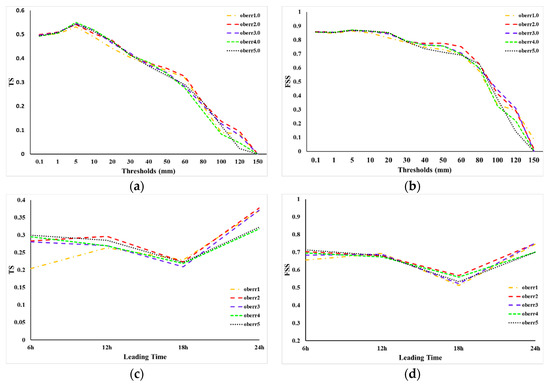 0.6
0.5
0.4
0.3
0.2
0.1
0
TS
oberr1.0
oberr2.0
oberr3.0
oberr4.0
oberr5.0
0.1 1 5 10 20 30 40 50 60 80 100 120 150
Thresholds (mm)
(a)
1
0.9
0.8
0.7
0.6
0.5
0.4
0.3
0.2
0.1
0
FSS
oberr1.0
oberr2.0
oberr3.0
oberr4.0
oberr5.0
0.1 1 5 10 20 30 40 50 60 80 100 120 150
Thresholds (mm)
(b)
0.4
0.35
0.3
0.25
0.2
0.15
0.1
0.05
0
TS
oberr1
oberr2
oberr3
oberr4
oberr5
6h 12h 18h 24h
Leading Time
(c)
1
0.9
0.8
0.7
0.6
0.5
0.4
0.3
0.2
FSS
oberr1
oberr2
oberr3
oberr4
oberr5
6h 12h 18h 24h
Leading Time
(d)